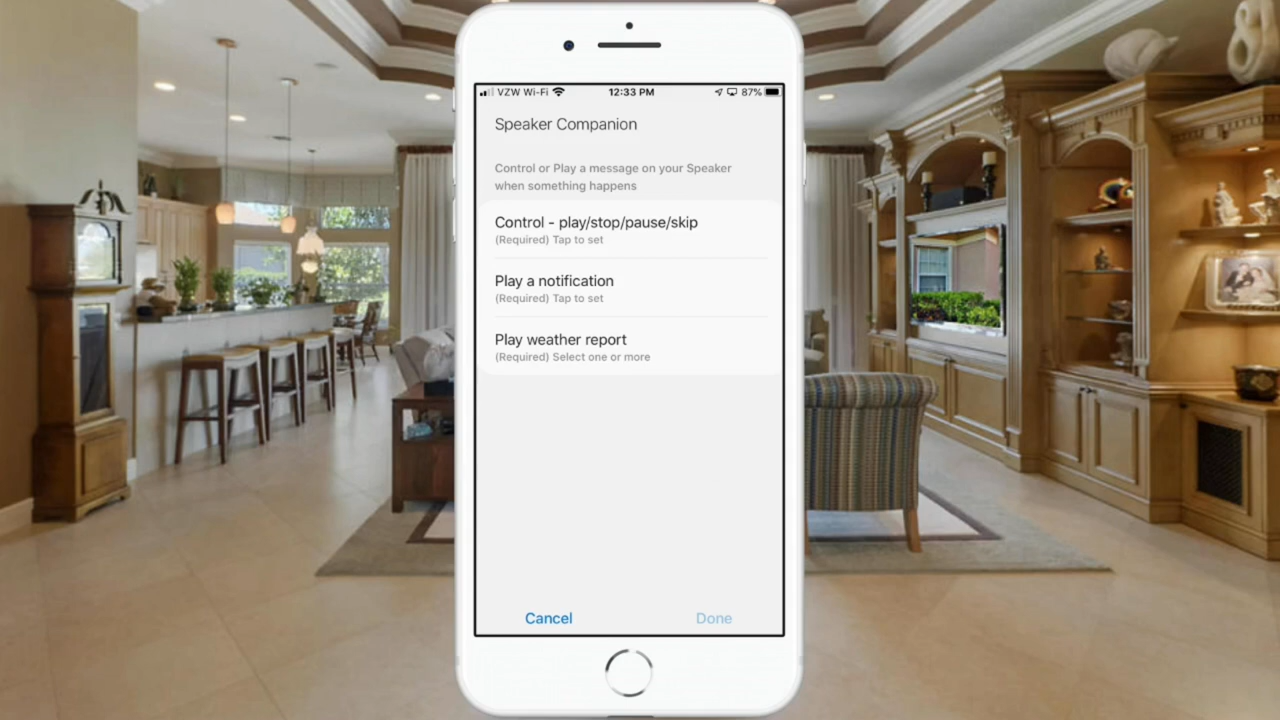 VZW Wi-Fi 12:33 PM 87%
Speaker Companion
Control or Play a message on your Speaker
when something happens
Control - play/stop/pause/skip
(Required) Tap to set
Play a notification
(Required) Tap to set
Play weather report
(Required) Select one or more
Cancel Done